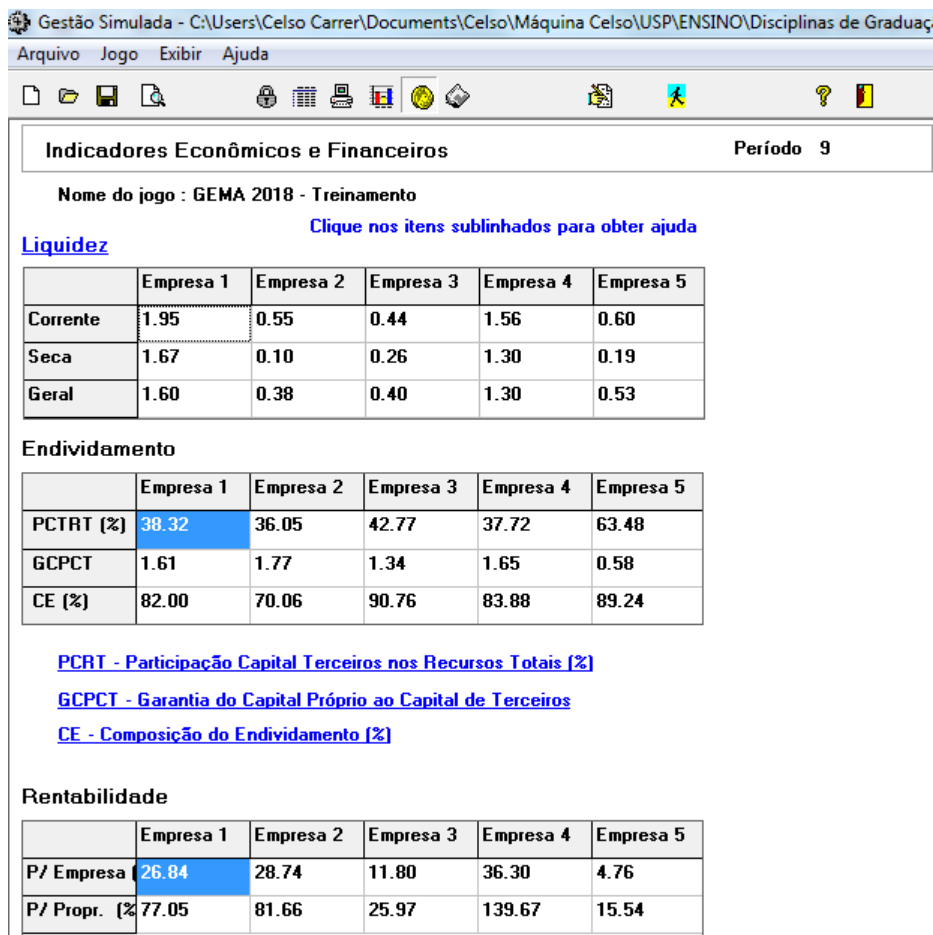 Gestão Simulada - C:\Users\Celso Carrer\Documents\Celso\Máquina Celso\USP\ENSINO\Disciplinas de Graduaç
Arquivo Jogo Exibir Ajuda
Indicadores Econômicos e Financeiros Período 9
Nome do jogo : GEMA 2018 - Treinamento
Clique nos itens sublinhados para obter ajuda
Liquidez
Empresa 1 Empresa 2 Empresa 3 Empresa 4 Empresa 5
Corrente 1.95 0.55 0.44 1.56 0.60
Seca 1.67 0.10 0.26 1.30 0.19
Geral 1.60 0.38 0.40 1.30 0.53
Endividamento
Empresa 1 Empresa 2 Empresa 3 Empresa 4 Empresa 5
PCTRT (%) 38.32 36.05 42.77 37.72 63.48
GCPCT 1.61 1.77 1.34 1.65 0.58
CE (%) 82.00 70.06 90.76 83.88 89.24
PCRT - Participação Capital Terceiros nos Recursos Totais (%)
GCPCT - Garantia do Capital Próprio ao Capital de Terceiros
CE - Composição do Endividamento (%)
Rentabilidade
Empresa 1 Empresa 2 Empresa 3 Empresa 4 Empresa 5
P/ Empresa ( 26.84 28.74 11.80 36.30 4.76
P/ Propr. (% 77.05 81.66 25.97 139.67 15.54